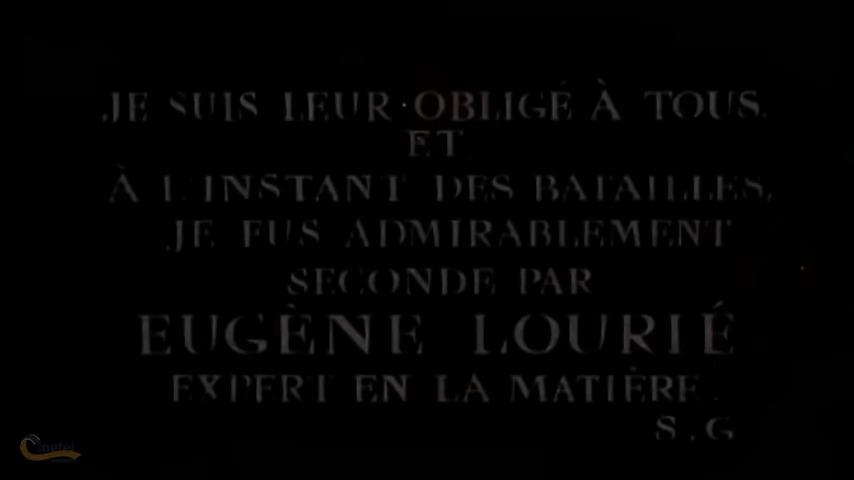 JE SUIS LEUR OBLIGÉ À TOUS.
ET
À L'INSTANT DES BATAILLES,
JE FUS ADMIRABLEMENT
SECONDE PAR
EUGÈNE LOURIÉ
EXPERT EN LA MATIÈRE.
S.G